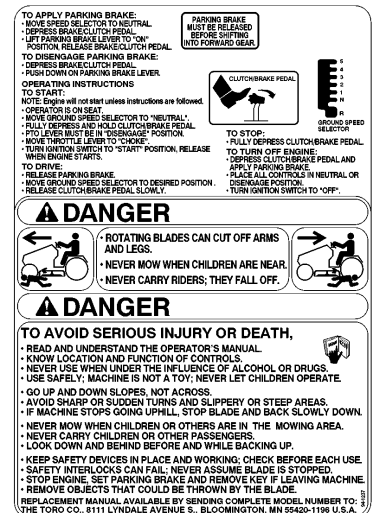 TO APPLY PARKING BRAKE:
• MOVE SPEED SELECTOR TO NEUTRAL.
• DEPRESS BRAKE/CLUTCH PEDAL.
• LIFT PARKING BRAKE LEVER TO "ON"
POSITION, RELEASE BRAKE/CLUTCH PEDAL.
TO DISENGAGE PARKING BRAKE:
• DEPRESS BRAKE/CLUTCH PEDAL.
• PUSH DOWN ON PARKING BRAKE LEVER.
OPERATING INSTRUCTIONS
TO START:
NOTE: Engine will not start unless instructions are followed.
• OPERATOR IS ON SEAT.
• MOVE GROUND SPEED SELECTOR TO "NEUTRAL".
• FULLY DEPRESS AND HOLD CLUTCH/BRAKE PEDAL.
• PTO LEVER MUST BE IN "DISENGAGE" POSITION.
• MOVE THROTTLE LEVER TO "CHOKE".
• TURN IGNITION SWITCH TO "START" POSITION, RELEASE
WHEN ENGINE STARTS.
TO DRIVE:
• RELEASE PARKING BRAKE.
• MOVE GROUND SPEED SELECTOR TO DESIRED POSITION.
• RELEASE CLUTCH/BRAKE PEDAL SLOWLY.
PARKING BRAKE
MUST BE RELEASED
BEFORE SHIFTING
INTO FORWARD GEAR.
CLUTCH/BRAKE PEDAL
5
4
3
2
1
N
R
GROUND SPEED
SELECTOR
TO STOP:
• FULLY DEPRESS CLUTCH/BRAKE PEDAL.
TO TURN OFF ENGINE:
• DEPRESS CLUTCH/BRAKE PEDAL AND
APPLY PARKING BRAKE.
• PLACE ALL CONTROLS IN NEUTRAL OR
DISENGAGE POSITION.
• TURN IGNITION SWITCH TO "OFF".
DANGER
• ROTATING BLADES CAN CUT OFF ARMS
AND LEGS.
• NEVER MOW WHEN CHILDREN ARE NEAR.
• NEVER CARRY RIDERS; THEY FALL OFF.
DANGER
TO AVOID SERIOUS INJURY OR DEATH,
• READ AND UNDERSTAND THE OPERATOR'S MANUAL.
• KNOW LOCATION AND FUNCTION OF CONTROLS.
• NEVER USE WHEN UNDER THE INFLUENCE OF ALCOHOL OR DRUGS.
• USE SAFELY; MACHINE IS NOT A TOY; NEVER LET CHILDREN OPERATE.
• GO UP AND DOWN SLOPES, NOT ACROSS.
• AVOID SHARP OR SUDDEN TURNS AND SLIPPERY OR STEEP AREAS.
• IF MACHINE STOPS GOING UPHILL, STOP BLADE AND BACK SLOWLY DOWN.
• NEVER MOW WHEN CHILDREN OR OTHERS ARE IN THE MOWING AREA.
• NEVER CARRY CHILDREN OR OTHER PASSENGERS.
• LOOK DOWN AND BEHIND BEFORE AND WHILE BACKING UP.
• KEEP SAFETY DEVICES IN PLACE AND WORKING; CHECK BEFORE EACH USE.
• SAFETY INTERLOCKS CAN FAIL; NEVER ASSUME BLADE IS STOPPED.
• STOP ENGINE, SET PARKING BRAKE AND REMOVE KEY IF LEAVING MACHINE.
• REMOVE OBJECTS THAT COULD BE THROWN BY THE BLADE.
REPLACEMENT MANUAL AVAILABLE BY SENDING COMPLETE MODEL NUMBER TO:
THE TORO CO., 8111 LYNDALE AVENUE S., BLOOMINGTON, MN 55420-1196 U.S.A.